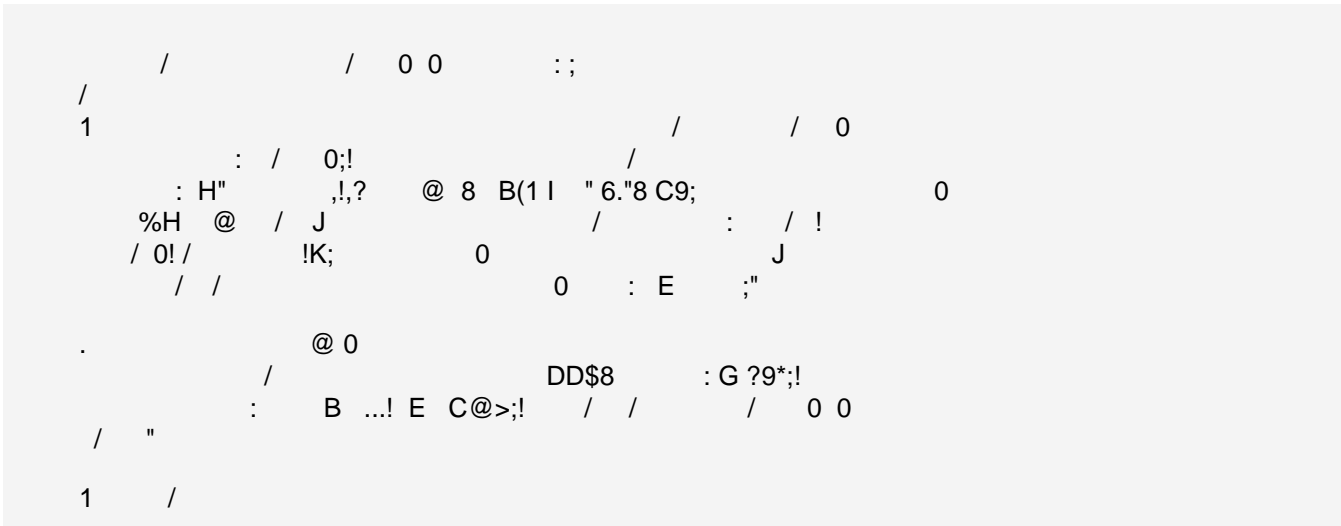 / / 0 0 : ;
/
1 / / 0
: / 0;! /
: H" ,!,? @ 8 B(1 I " 6."8 C9; 0
%H @ / J / : / !
/ 0! / !K; 0 J
/ / 0 : E ;"
. @ 0
/ DD$8 : G ?9*;!
: B ...! E C@>;! / / / 0 0
/ "
1 /